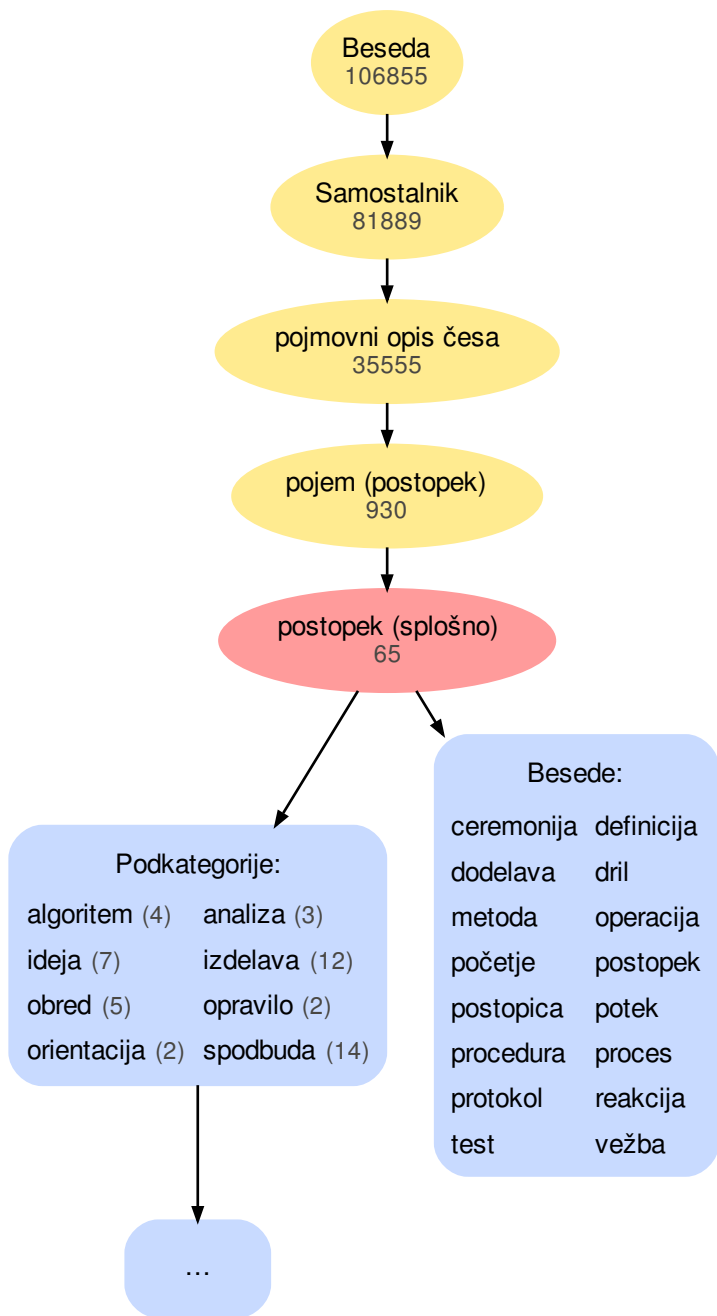 Beseda
106855
Samostalnik
81889
pojmovni opis česa
35555
pojem (postopek)
930
postopek (splošno)
65
Podkategorije:
algoritem (4) analiza (3)
ideja (7) izdelava (12)
obred (5) opravilo (2)
orientacija (2) spodbuda (14)
Besede:
ceremonija definicija
dodelava dril
metoda operacija
početje postopek
postopica potek
procedura proces
protokol reakcija
test vežba
...